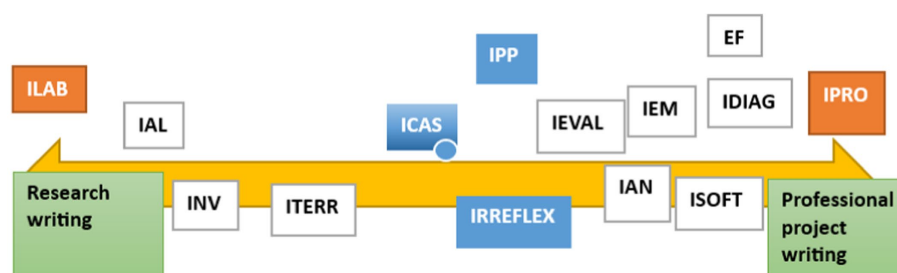 EF
IPP
ILAB
IPRO
IAL
ICAS
IEVAL
IEM
IDIAG
Research
writing
INV
ITERR
IRREFLEX
IAN
ISOFT
Professional
project
writing